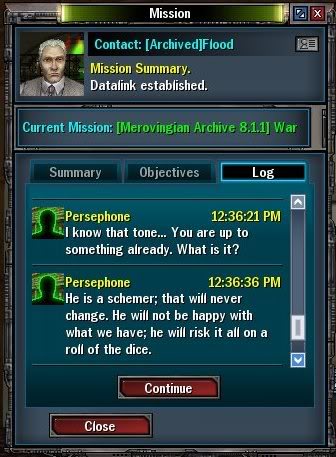 Mission
Contact: [Archived]Flood
Mission Summary.
Datalink established.
Current Mission: [Merovingian Archive 8.1.1] War
Summary Objectives Log
Persephone 12:36:21 PM
I know that tone... You are up to
something already. What is it?
Persephone 12:36:36 PM
He is a schemer; that will never
change. He will not be happy with
what we have; he will risk it all on a
roll of the dice.
Continue
Close